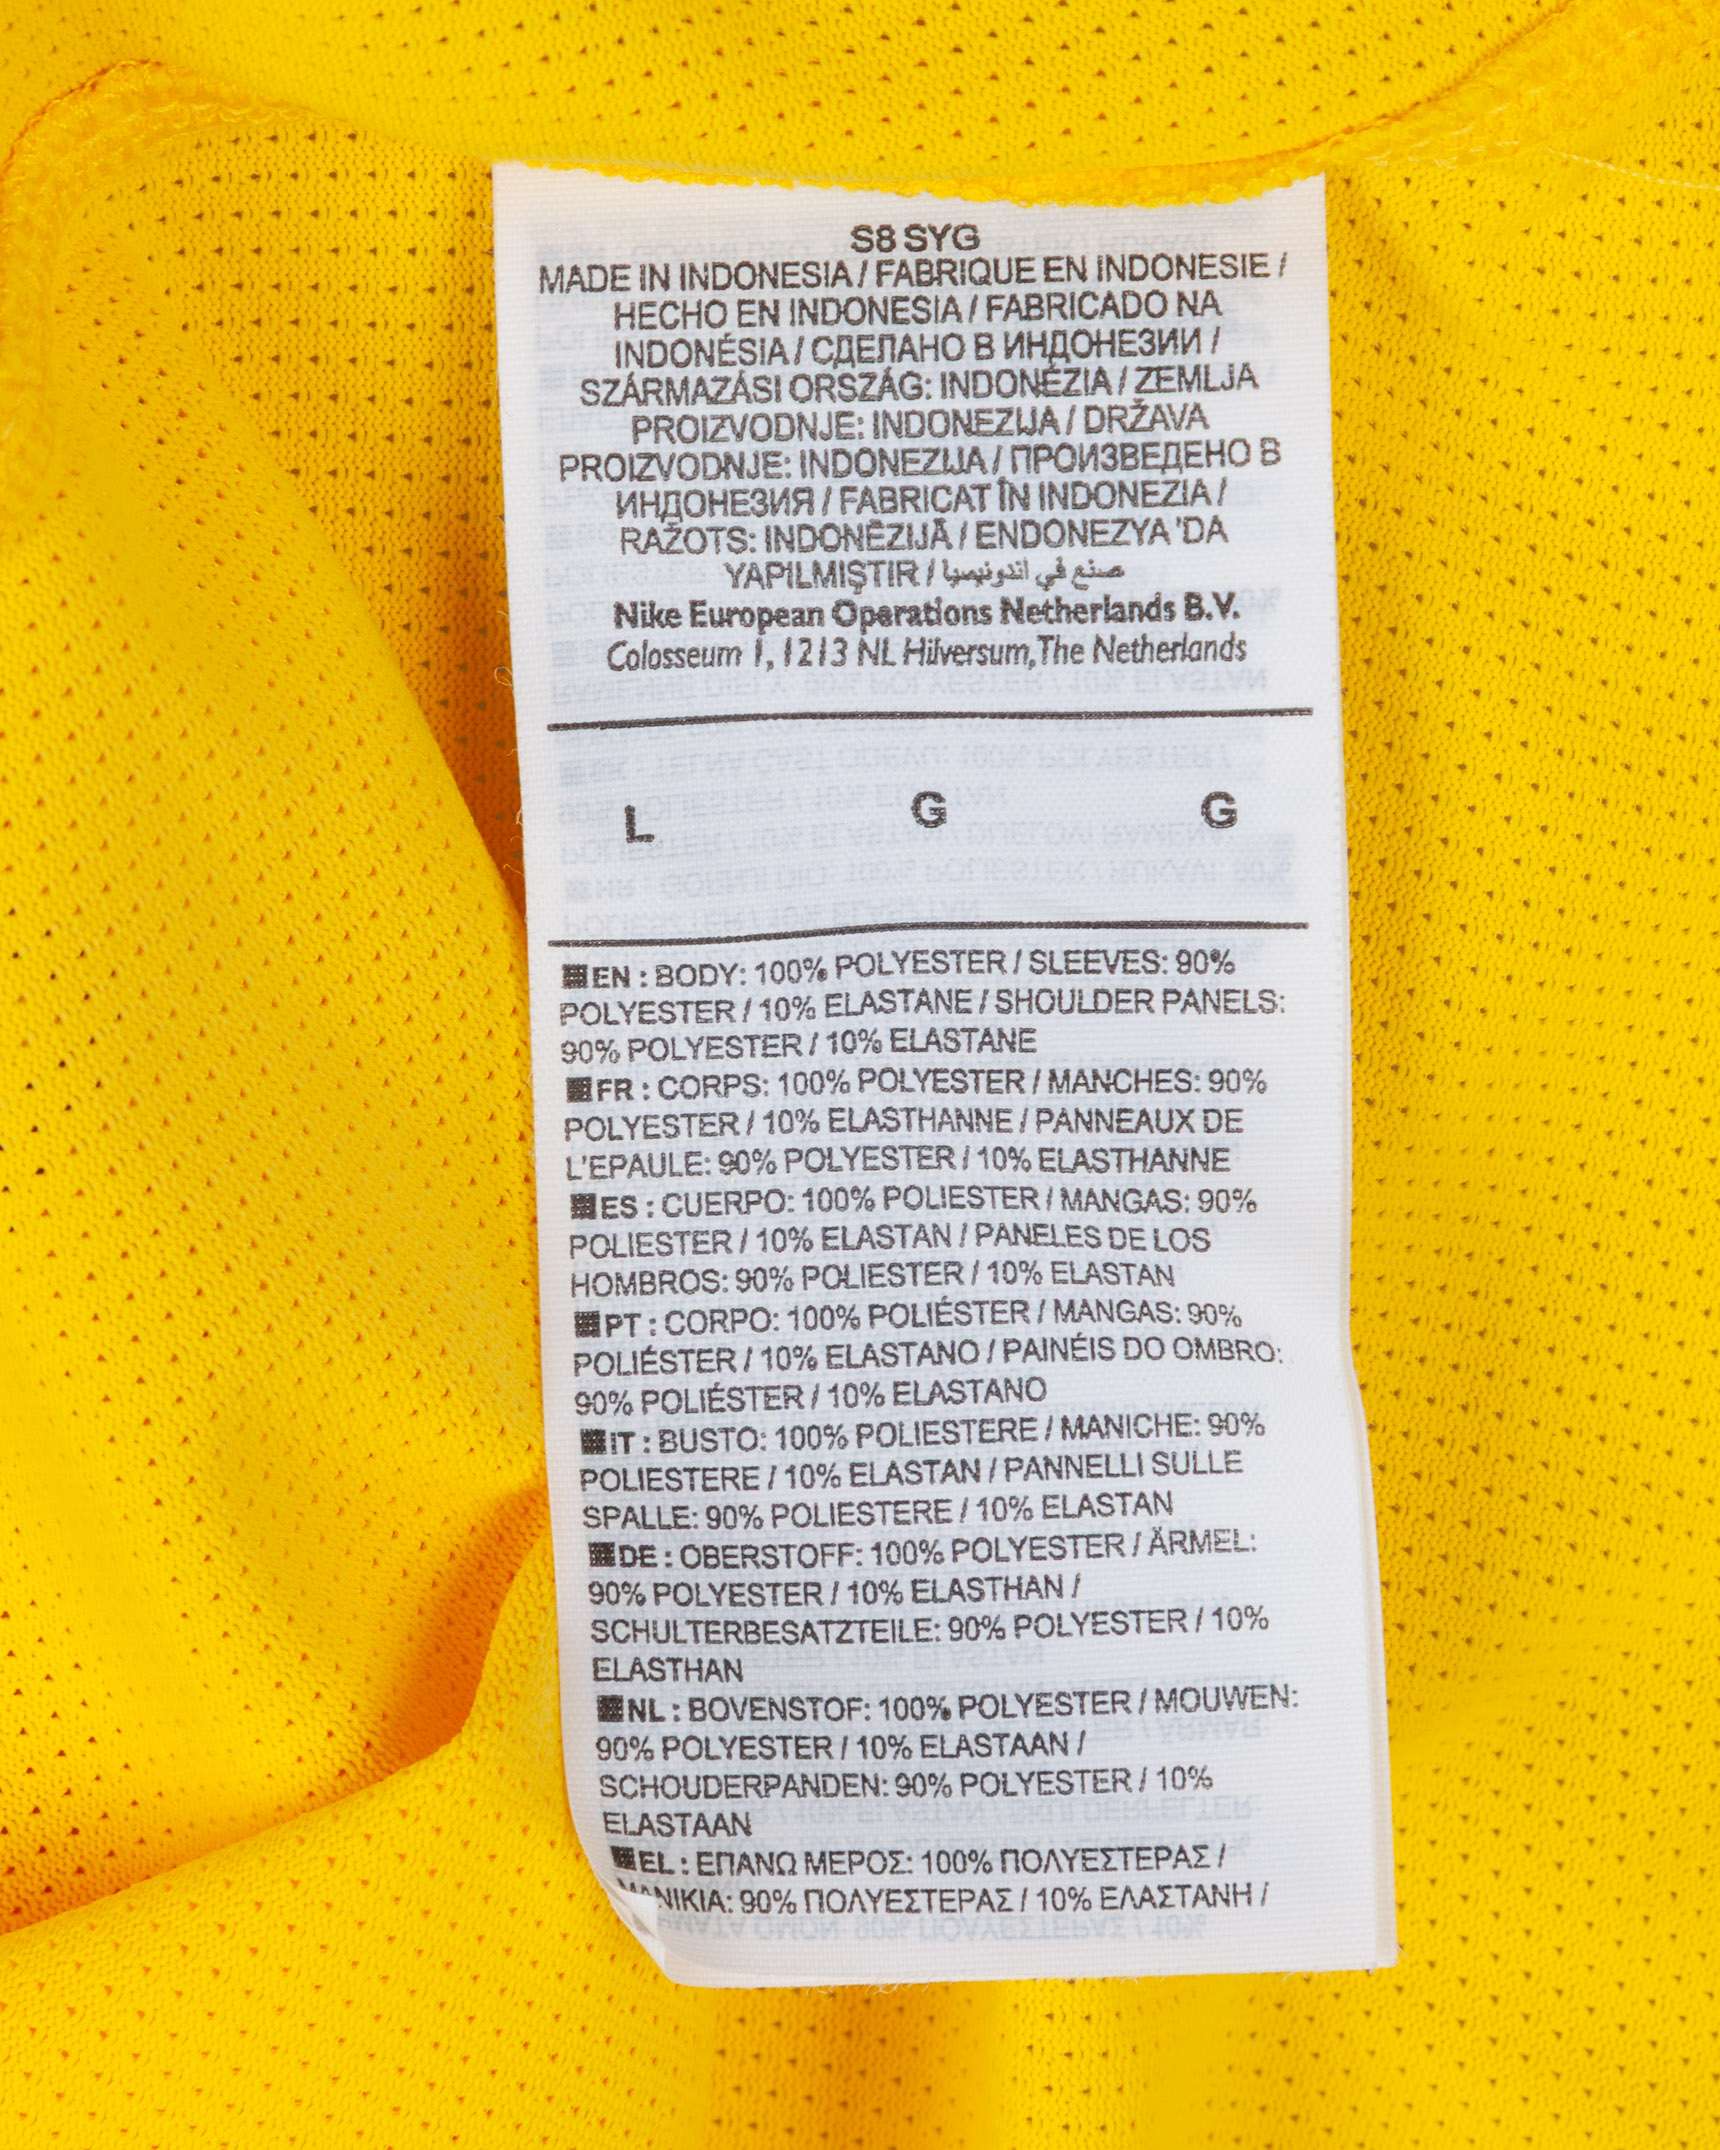 S8 SYG
MADE IN INDONESIA / FABRIQUE EN INDONESIE /
HECHO EN INDONESIA / FABRICADO NA
INDONÉSIA / СДЕЛАНО В ИНДОНЕЗИИ /
SZÁRMAZÁSI ORSZÁG: INDONÉZIA / ZEMLJA
PROIZVODNJE: INDONEZIJA / DRŽAVA
PROIZVODNJE: INDONEZIJA / ПРОИЗВЕДЕНО В
ИНДОНЕЗИЯ / FABRICAT ÎN INDONEZIA /
RAŽOTS: INDONĒZIJĀ / ENDONEZYA 'DA
YAPILMIŞTIR / صنع في اندونيسيا
Nike European Operations Netherlands B.V.
Colosseum 1, 1213 NL Hilversum, The Netherlands
L G G
EN : BODY: 100% POLYESTER / SLEEVES: 90%
POLYESTER / 10% ELASTANE / SHOULDER PANELS:
90% POLYESTER / 10% ELASTANE
FR : CORPS: 100% POLYESTER / MANCHES: 90%
POLYESTER / 10% ELASTHANNE / PANNEAUX DE
L'EPAULE: 90% POLYESTER / 10% ELASTHANNE
ES : CUERPO: 100% POLIESTER / MANGAS: 90%
POLIESTER / 10% ELASTAN / PANELES DE LOS
HOMBROS: 90% POLIESTER / 10% ELASTAN
PT : CORPO: 100% POLIÉSTER / MANGAS: 90%
POLIÉSTER / 10% ELASTANO / PAINÉIS DO OMBRO:
90% POLIÉSTER / 10% ELASTANO
IT : BUSTO: 100% POLIESTERE / MANICHE: 90%
POLIESTERE / 10% ELASTAN / PANNELLI SULLE
SPALLE: 90% POLIESTERE / 10% ELASTAN
DE : OBERSTOFF: 100% POLYESTER / ÄRMEL:
90% POLYESTER / 10% ELASTHAN /
SCHULTERBESATZTEILE: 90% POLYESTER / 10%
ELASTHAN
NL : BOVENSTOF: 100% POLYESTER / MOUWEN:
90% POLYESTER / 10% ELASTAAN /
SCHOUDERPANDEN: 90% POLYESTER / 10%
ELASTAAN
EL : ΕΠΑΝΩ ΜΕΡΟΣ: 100% ΠΟΛΥΕΣΤΕΡΑΣ /
ΜΑΝΙΚΙΑ: 90% ΠΟΛΥΕΣΤΕΡΑΣ / 10% ΕΛΑΣΤΑΝΗ /